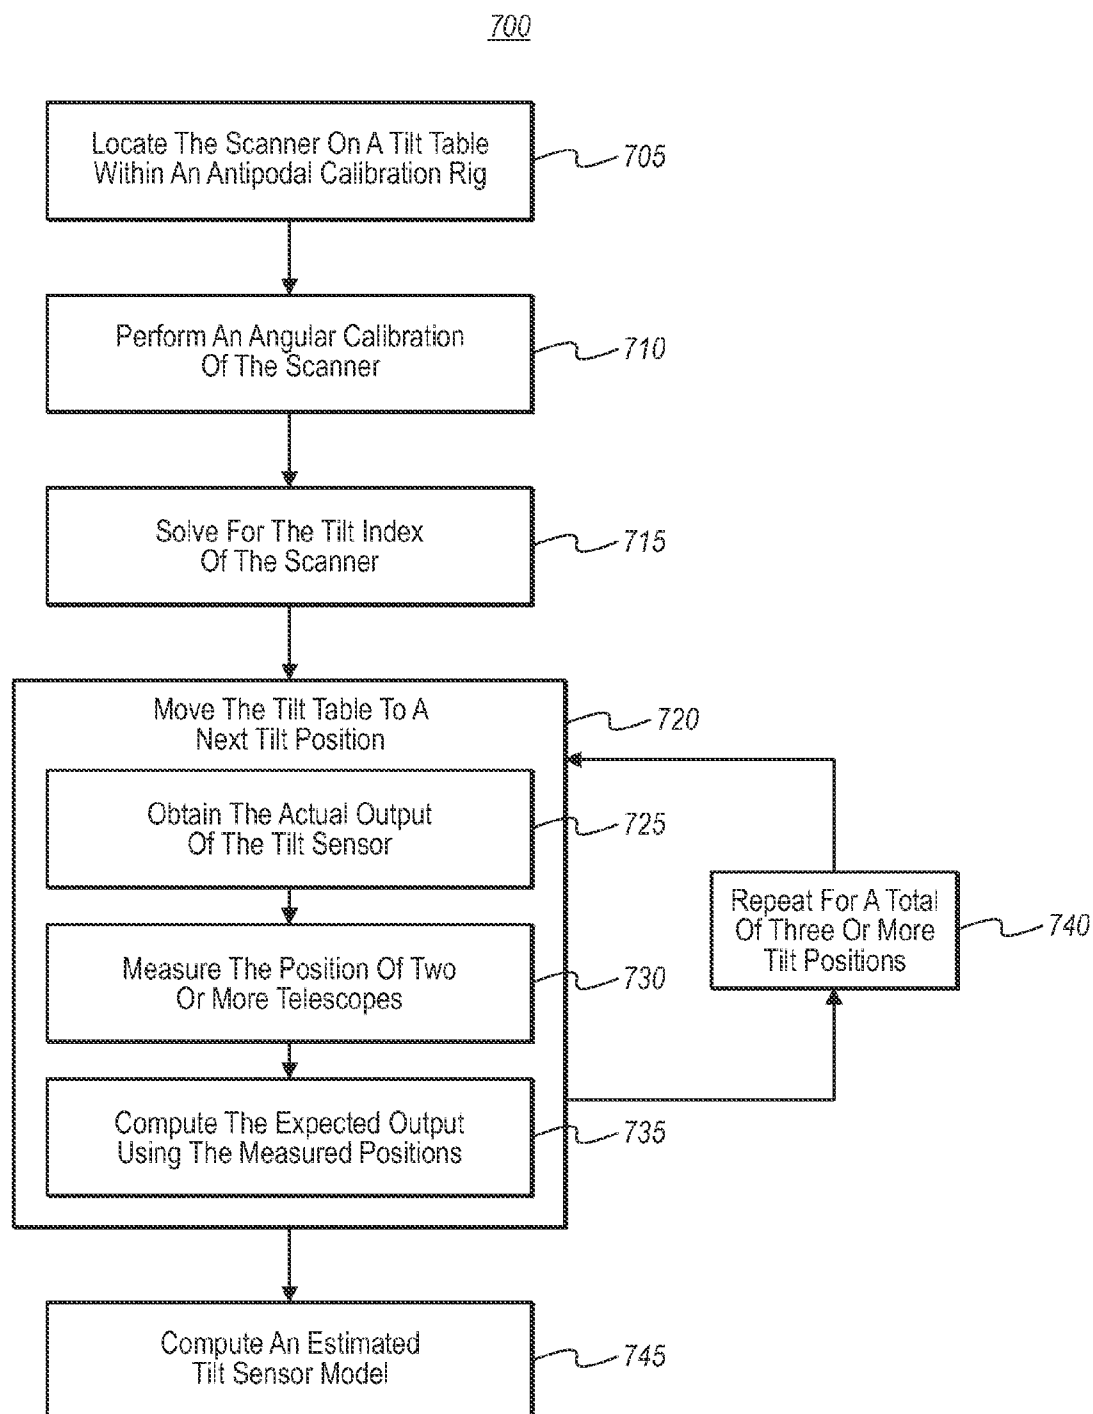 700
Locate The Scanner On A Tilt Table
Within An Antipodal Calibration Rig
705
Perform An Angular Calibration
Of The Scanner
710
Solve For The Tilt Index
Of The Scanner
715
Move The Tilt Table To A
Next Tilt Position
720
Obtain The Actual Output
Of The Tilt Sensor
725
Measure The Position Of Two
Or More Telescopes
730
Compute The Expected Output
Using The Measured Positions
735
Repeat For A Total
Of Three Or More
Tilt Positions
740
Compute An Estimated
Tilt Sensor Model
745